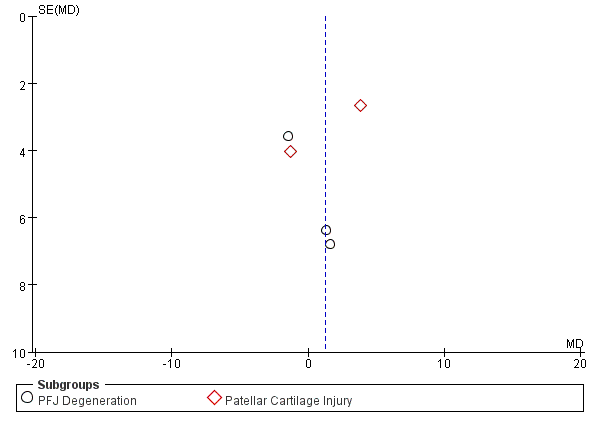 SE(MD)
0
2
4
6
8
10
MD
-20
-10
0
10
20
Subgroups
PFJ Degeneration
Patellar Cartilage Injury